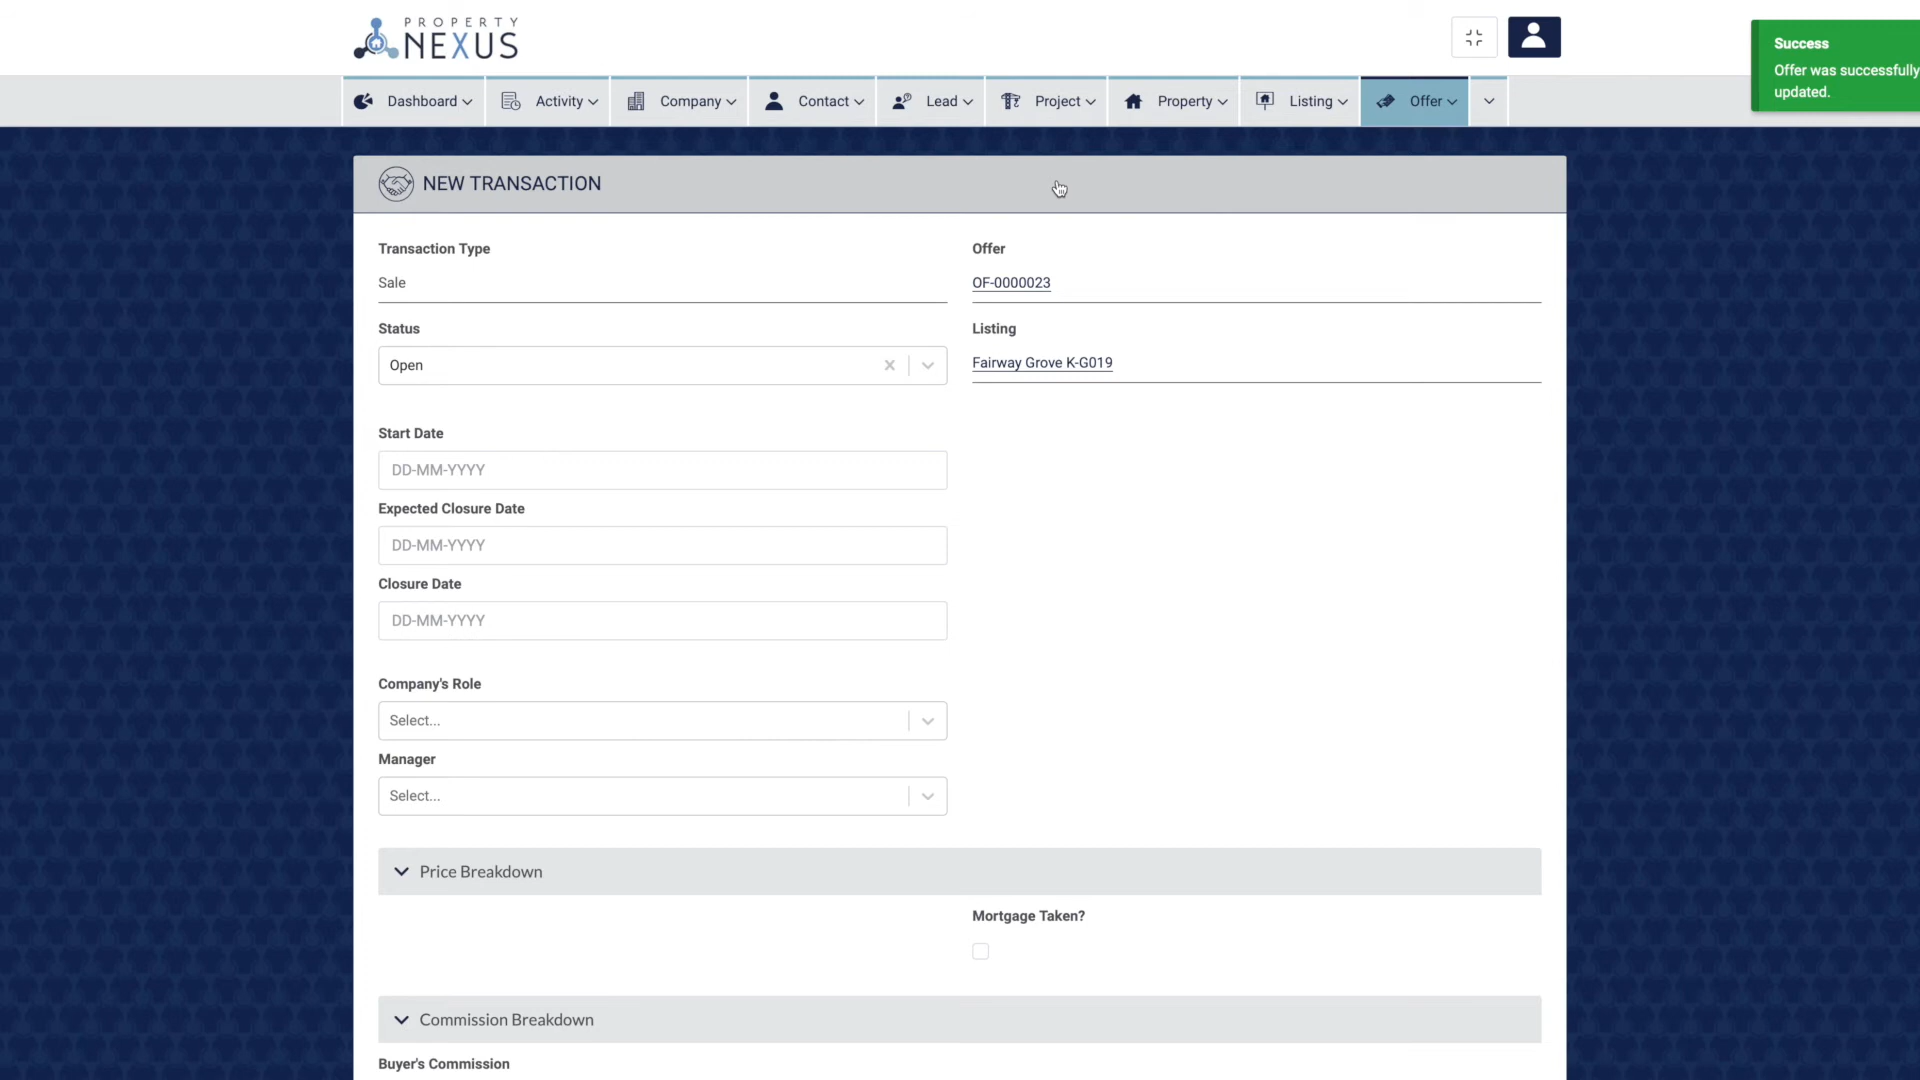 PROPERTY
NEXUS
Success
Offer was successfully
updated.
Dashboard
Activity
Company
Contact
Lead
Project
Property
Listing
Offer
NEW TRANSACTION
Transaction Type
Sale
Offer
OF-0000023
Status
Open
Listing
Fairway Grove K-G019
Start Date
DD-MM-YYYY
Expected Closure Date
DD-MM-YYYY
Closure Date
DD-MM-YYYY
Company's Role
Select...
Manager
Select...
Price Breakdown
Mortgage Taken?
Commission Breakdown
Buyer's Commission